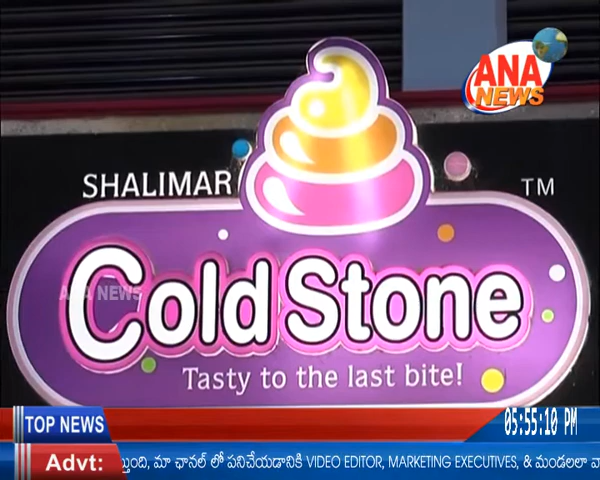 ANA
NEWS
SHALIMAR
TM
Cold Stone
ANA NEWS
Tasty to the last bite!
TOP NEWS
05:55:10 PM
Advt:
మా ఛానల్ లో పనిచేయడానికి VIDEO EDITOR, MARKETING EXECUTIVES, & మండలాల